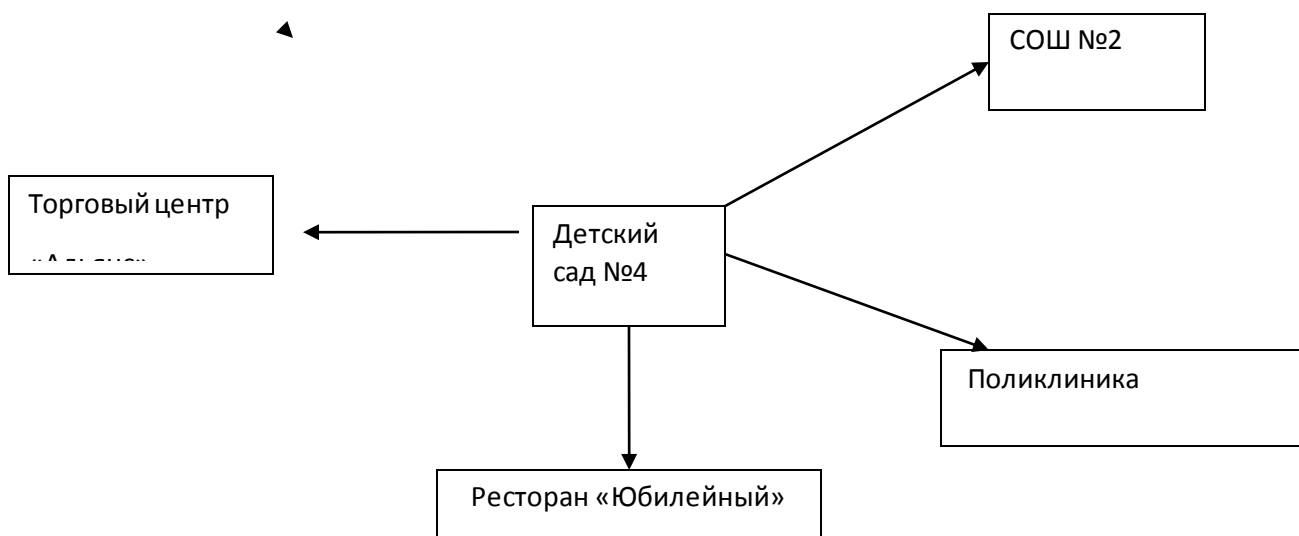 СОШ №2
Торговый центр
Детский
сад №4
Поликлиника
Ресторан «Юбилейный»